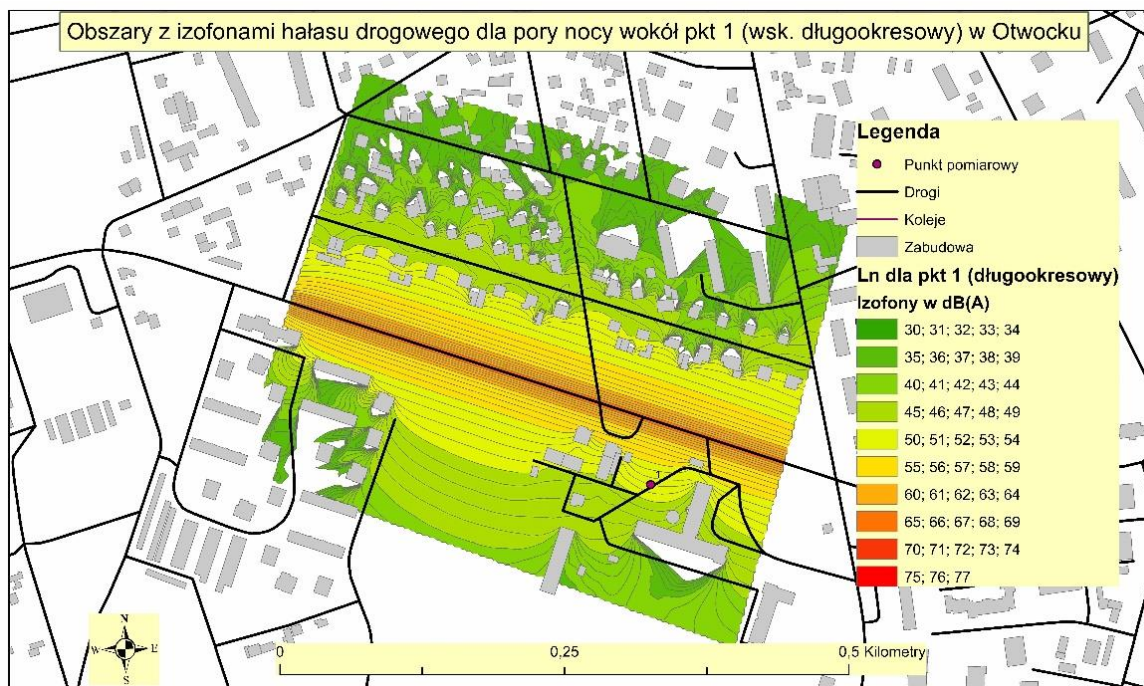 Obszary z izofonami hałasu drogowego dla pory nocy wokół pkt 1 (wsk. długookresowy) w Otwocku
Legenda
Punkt pomiarowy
Drogi
Koleje
Zabudowa
Ln dla pkt 1 (długookresowy)
Izofony w dB(A)
30; 31; 32; 33; 34
35; 36; 37; 38; 39
40; 41; 42; 43; 44
45; 46; 47; 48; 49
50; 51; 52; 53; 54
55; 56; 57; 58; 59
60; 61; 62; 63; 64
65; 66; 67; 68; 69
70; 71; 72; 73; 74
75; 76; 77
1
N
W E
S
0 0,25 0,5 Kilometry